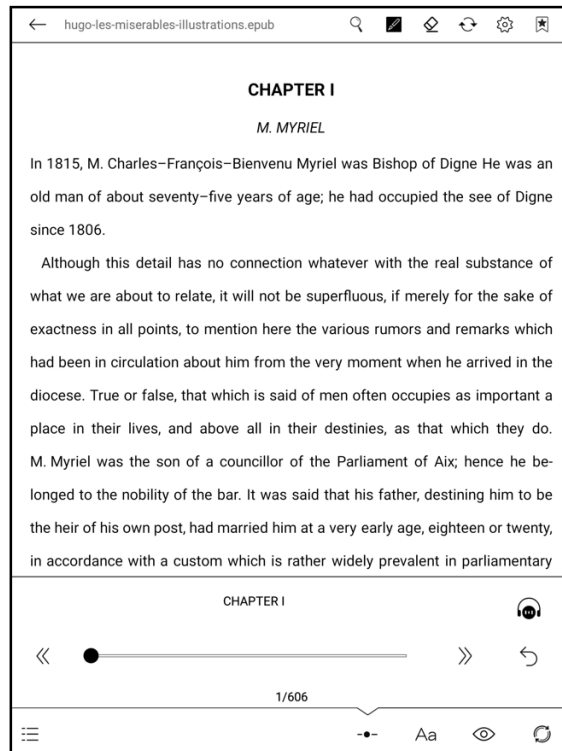 hugo-les-miserables-illustrations.epub
CHAPTER I
M. MYRIEL
In 1815, M. Charles–François–Bienvenu Myriel was Bishop of Digne He was an
old man of about seventy–five years of age; he had occupied the see of Digne
since 1806.
Although this detail has no connection whatever with the real substance of
what we are about to relate, it will not be superfluous, if merely for the sake of
exactness in all points, to mention here the various rumors and remarks which
had been in circulation about him from the very moment when he arrived in the
diocese. True or false, that which is said of men often occupies as important a
place in their lives, and above all in their destinies, as that which they do.
M. Myriel was the son of a councillor of the Parliament of Aix; hence he be-
longed to the nobility of the bar. It was said that his father, destining him to be
the heir of his own post, had married him at a very early age, eighteen or twenty,
in accordance with a custom which is rather widely prevalent in parliamentary
CHAPTER I
1/606
Aa